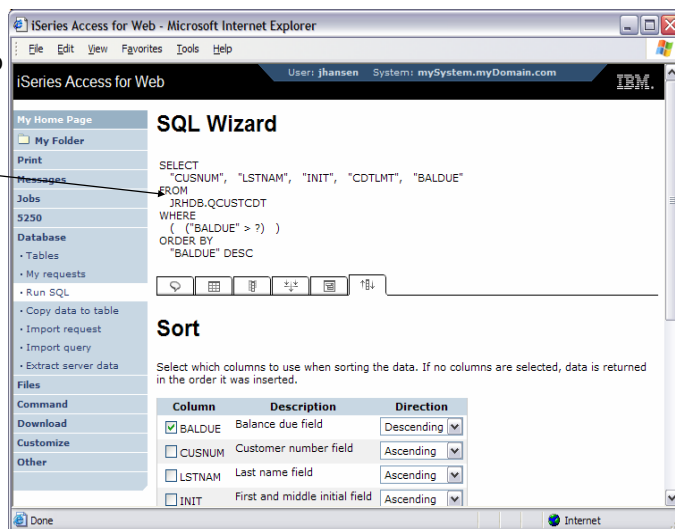 iSeries Access for Web - Microsoft Internet Explorer
File Edit View Favorites Tools Help
iSeries Access for Web
User: jhansen System: mySystem.myDomain.com
IBM.
My Home Page
My Folder
Print
Messages
Jobs
5250
Database
• Tables
• My requests
• Run SQL
• Copy data to table
• Import request
• Import query
• Extract server data
Files
Command
Download
Customize
Other
SQL Wizard
SELECT
"CUSNUM", "LSTNAM", "INIT", "CDTLMT", "BALDUE"
FROM
JRHDB.QCUSTCDT
WHERE
( ("BALDUE" > ?) )
ORDER BY
"BALDUE" DESC
Sort
Select which columns to use when sorting the data. If no columns are selected, data is returned
in the order it was inserted.
Column Description Direction
BALDUE Balance due field Descending
CUSNUM Customer number field Ascending
LSTNAM Last name field Ascending
INIT First and middle initial field Ascending
Done
Internet